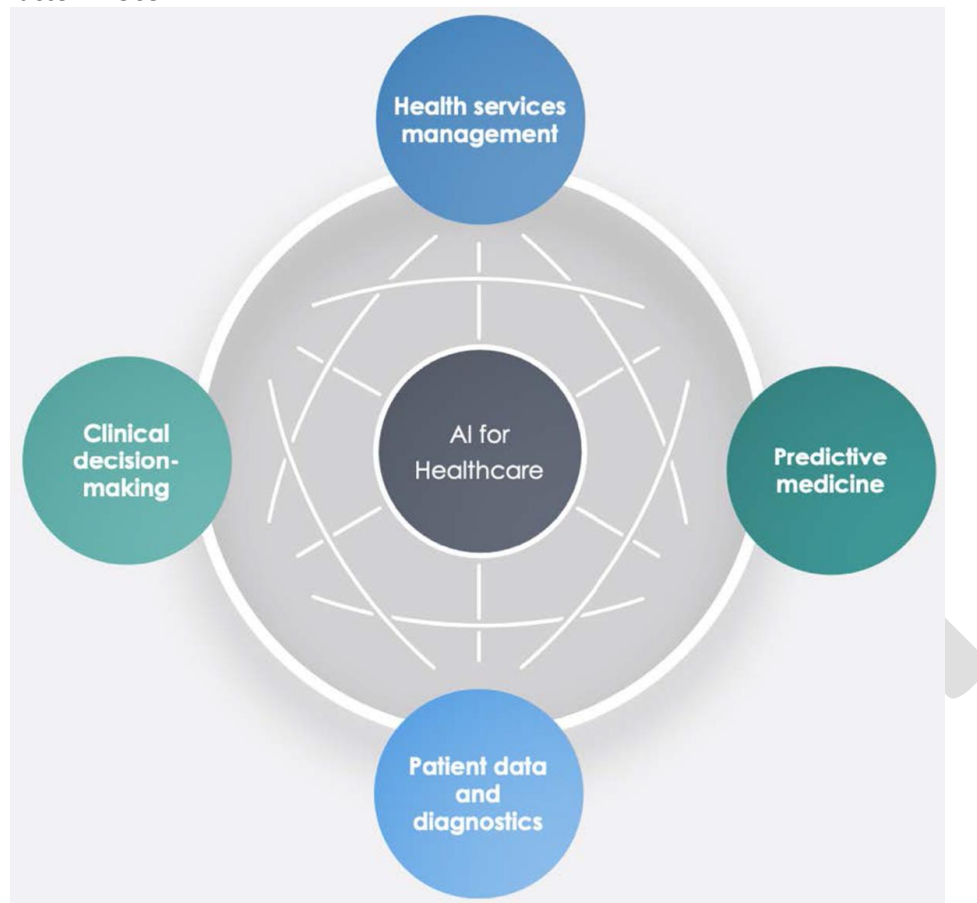 Health services
management
Clinical
decision-
making
AI for
Healthcare
Predictive
medicine
Patient data
and
diagnostics